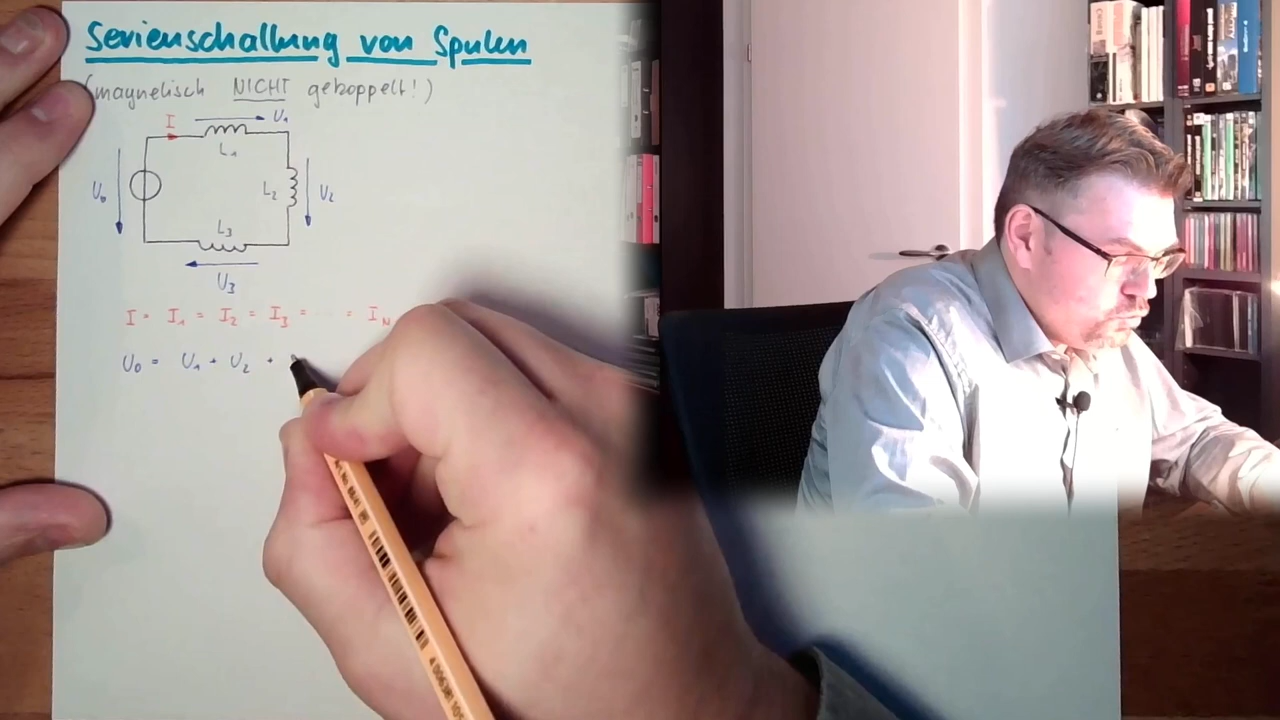 Serienschaltung von Spulen
(magnetisch NICHT gekoppelt!)
I U₁
L₁
U₀ L₂ U₂
L₃
U₃
I = I₁ = I₂ = I₃ = = I_N
U₀ = U₁ + U₂ +